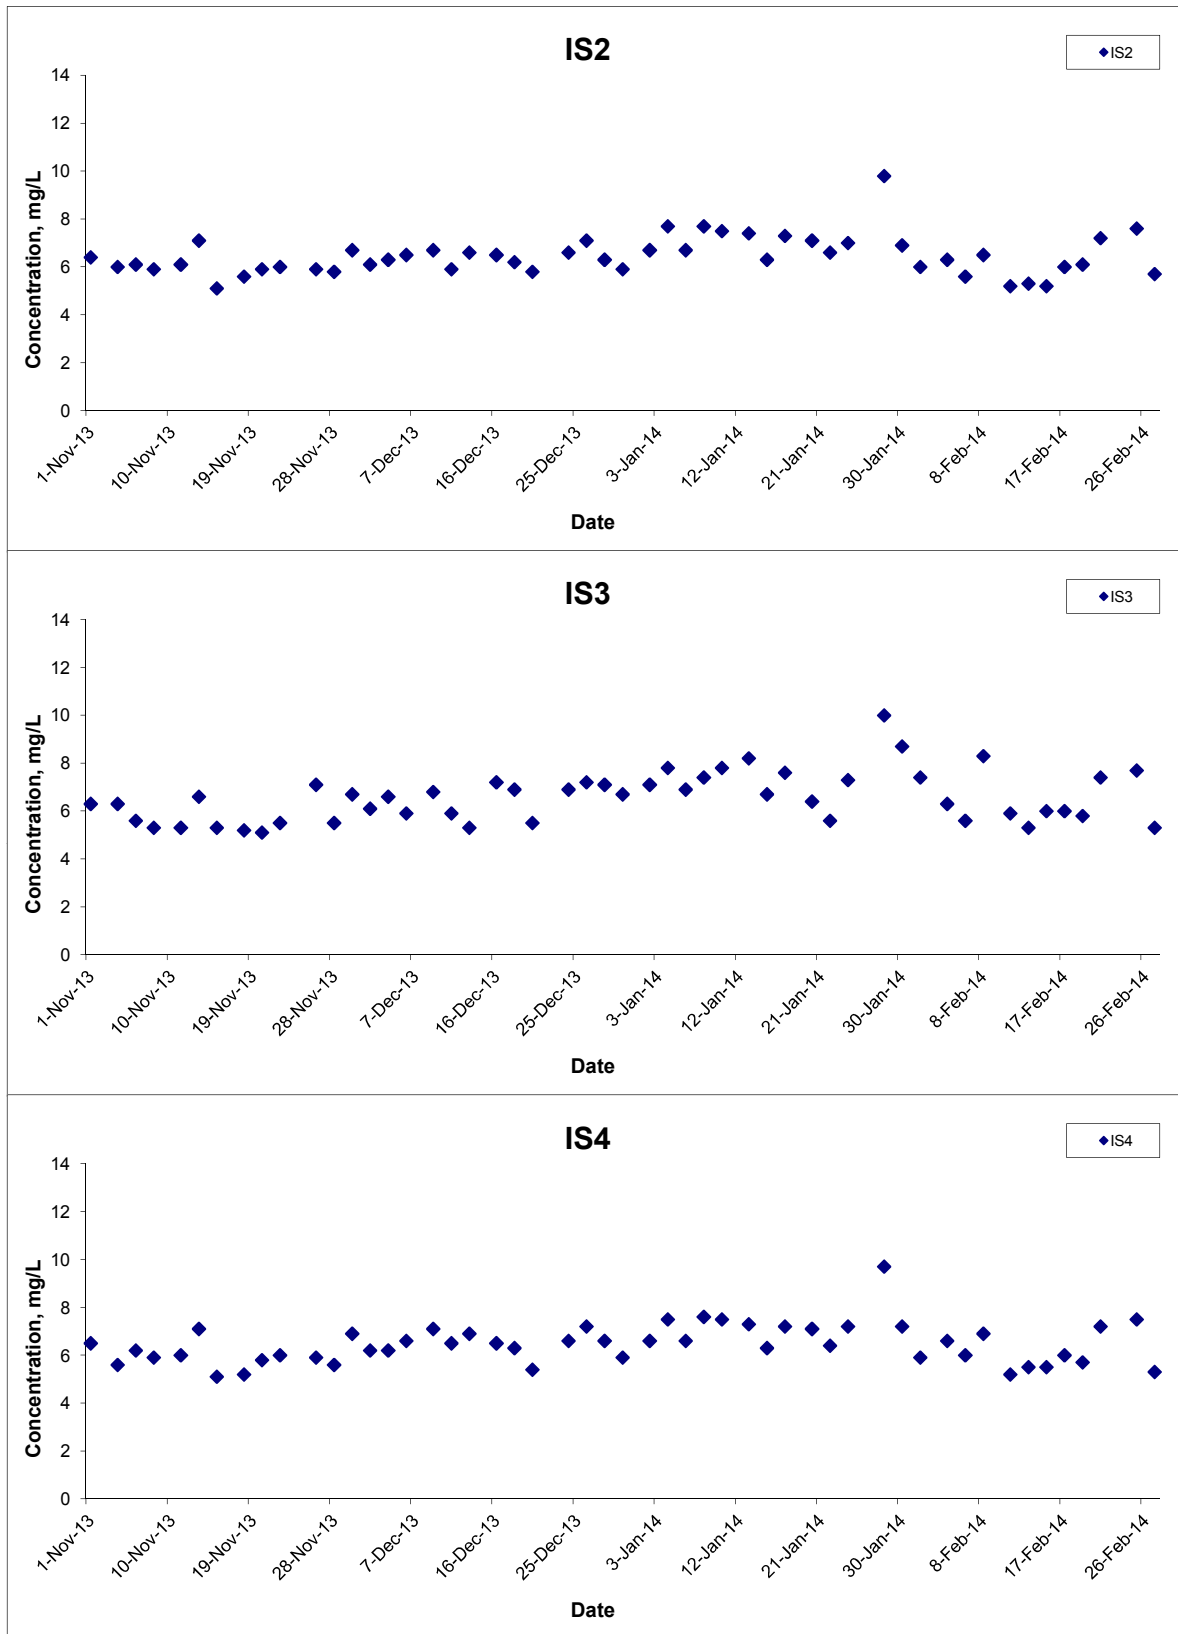 IS2
IS2
14
12
10
8
6
4
2
0
Concentration, mg/L
1-Nov-13
10-Nov-13
19-Nov-13
28-Nov-13
7-Dec-13
16-Dec-13
25-Dec-13
3-Jan-14
12-Jan-14
21-Jan-14
30-Jan-14
8-Feb-14
17-Feb-14
26-Feb-14
Date
IS3
IS3
14
12
10
8
6
4
2
0
Concentration, mg/L
1-Nov-13
10-Nov-13
19-Nov-13
28-Nov-13
7-Dec-13
16-Dec-13
25-Dec-13
3-Jan-14
12-Jan-14
21-Jan-14
30-Jan-14
8-Feb-14
17-Feb-14
26-Feb-14
Date
IS4
IS4
14
12
10
8
6
4
2
0
Concentration, mg/L
1-Nov-13
10-Nov-13
19-Nov-13
28-Nov-13
7-Dec-13
16-Dec-13
25-Dec-13
3-Jan-14
12-Jan-14
21-Jan-14
30-Jan-14
8-Feb-14
17-Feb-14
26-Feb-14
Date